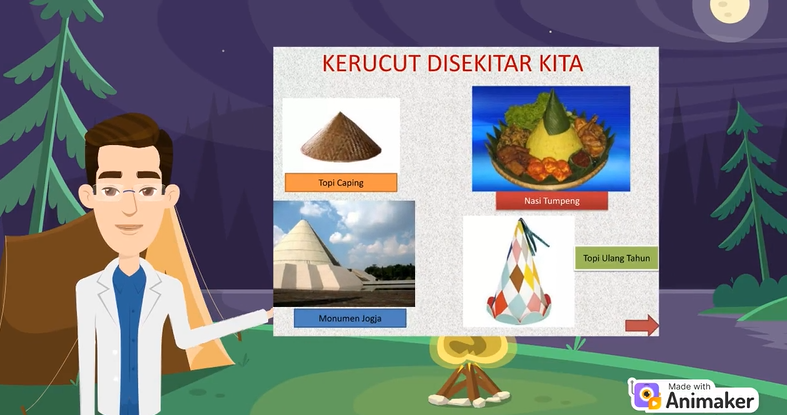 KERUCUT DISEKITAR KITA
Topi Caping
Nasi Tumpeng
Topi Ulang Tahun
Monumen Jogja
Made with
Animaker